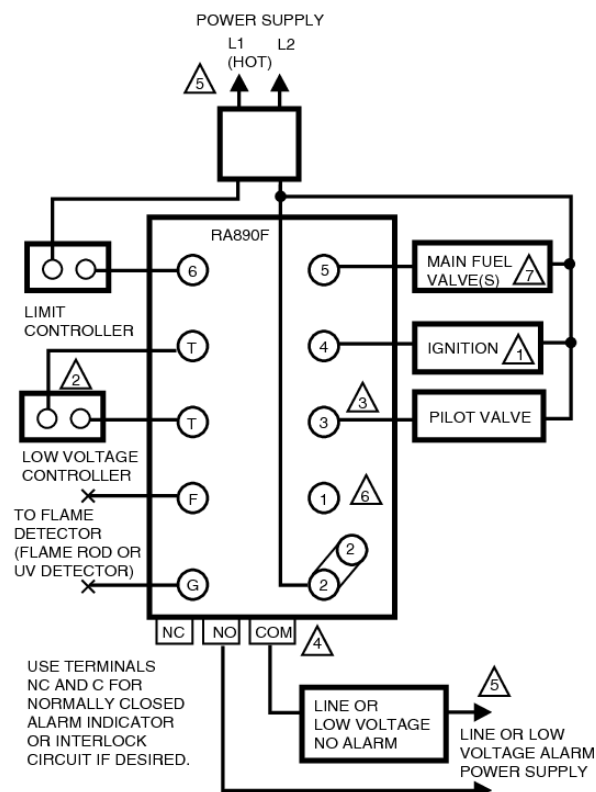 POWER SUPPLY
L1
(HOT)
L2
5
RA890F
6
5
MAIN FUEL
VALVE(S)
7
LIMIT
CONTROLLER
T
4
IGNITION
1
2
T
3
3
PILOT VALVE
LOW VOLTAGE
CONTROLLER
F
1
6
TO FLAME
DETECTOR
(FLAME ROD OR
UV DETECTOR)
2
G
2
NC
NO
COM
4
USE TERMINALS
NC AND C FOR
NORMALLY CLOSED
ALARM INDICATOR
OR INTERLOCK
CIRCUIT IF DESIRED.
LINE OR
LOW VOLTAGE
NO ALARM
5
LINE OR LOW
VOLTAGE ALARM
POWER SUPPLY